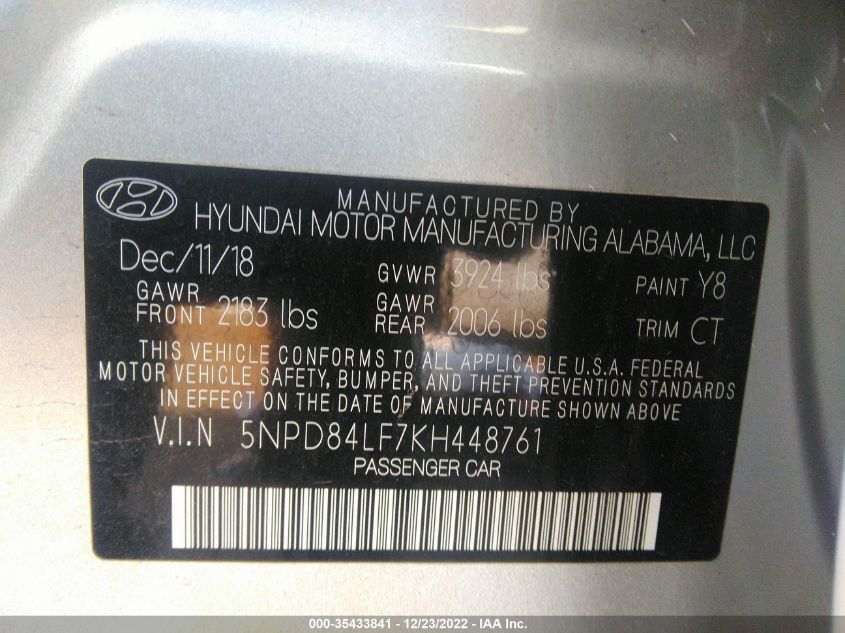 MANUFACTURED BY
HYUNDAI MOTOR MANUFACTURING ALABAMA, LLC
Dec/11/18 GVWR 3924 lbs PAINT Y8
GAWR FRONT 2183 lbs GAWR REAR 2006 lbs TRIM CT
THIS VEHICLE CONFORMS TO ALL APPLICABLE U.S.A. FEDERAL
MOTOR VEHICLE SAFETY, BUMPER, AND THEFT PREVENTION STANDARDS
IN EFFECT ON THE DATE OF MANUFACTURE SHOWN ABOVE
V.I.N 5NPD84LF7KH448761
PASSENGER CAR
000-35433841 - 12/23/2022 - IAA Inc.